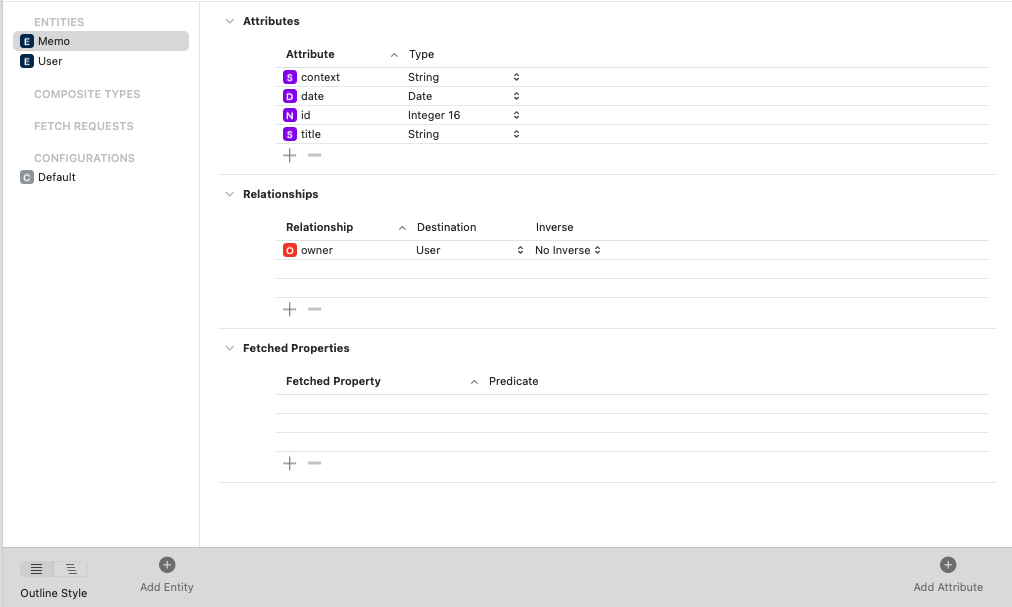 ENTITIES
E Memo
E User
COMPOSITE TYPES
FETCH REQUESTS
CONFIGURATIONS
C Default
Attributes
Attribute Type
S context String
D date Date
N id Integer 16
S title String
Relationships
Relationship Destination Inverse
O owner User No Inverse
Fetched Properties
Fetched Property Predicate
Outline Style
Add Entity
Add Attribute